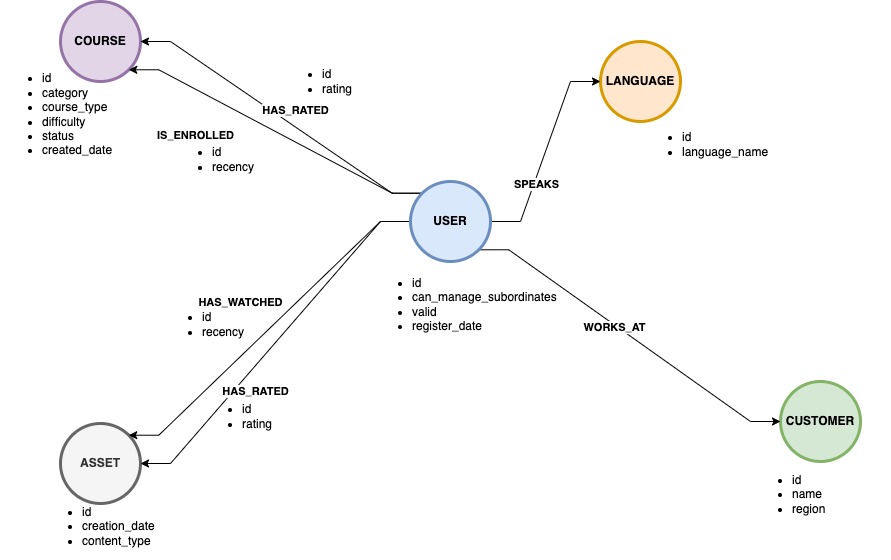 COURSE
• id
• category
• course_type
• difficulty
• status
• created_date
• id
• rating
HAS_RATED
IS_ENROLLED
• id
• recency
LANGUAGE
• id
• language_name
SPEAKS
USER
• id
• can_manage_subordinates
• valid
• register_date
HAS_WATCHED
• id
• recency
WORKS_AT
HAS_RATED
• id
• rating
CUSTOMER
• id
• name
• region
ASSET
• id
• creation_date
• content_type